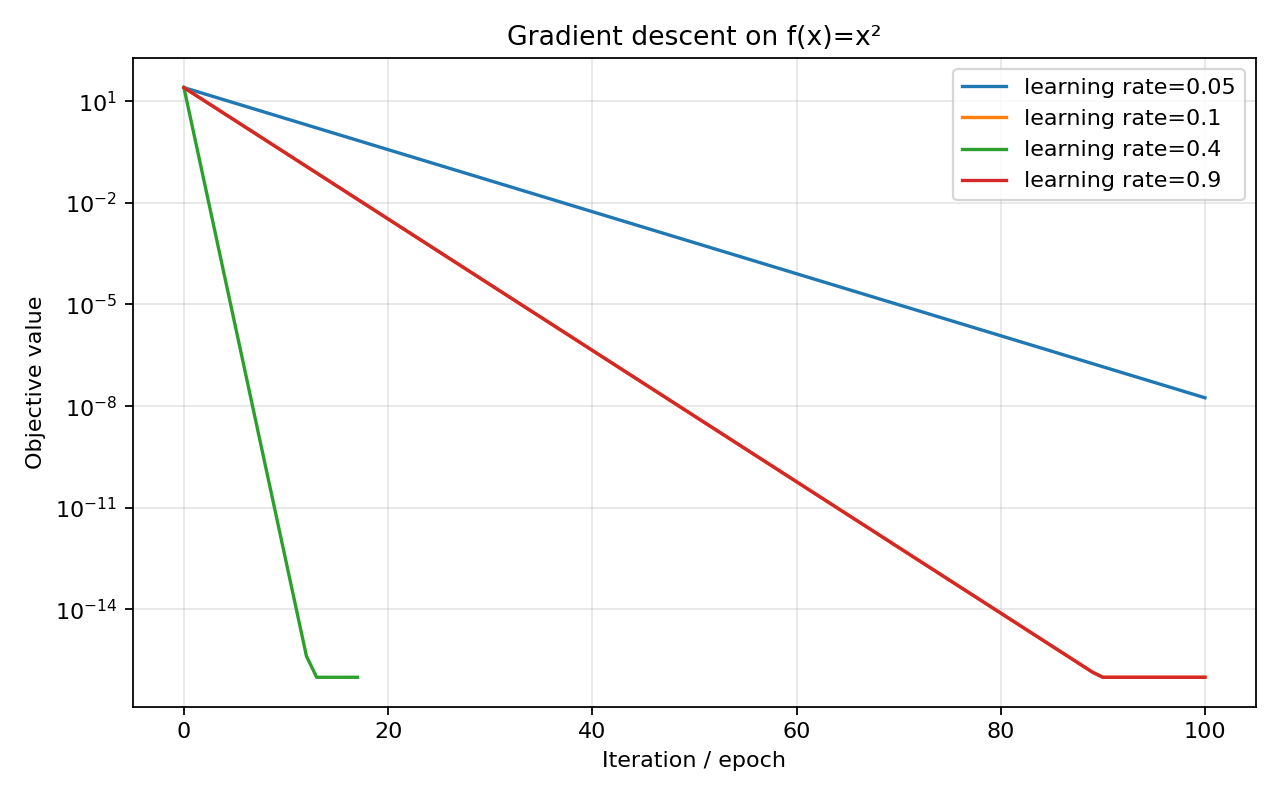 Gradient descent on f(x)=x²
learning rate=0.05
learning rate=0.1
learning rate=0.4
learning rate=0.9
Objective value
10¹
10⁻²
10⁻⁵
10⁻⁸
10⁻¹¹
10⁻¹⁴
0 20 40 60 80 100
Iteration / epoch